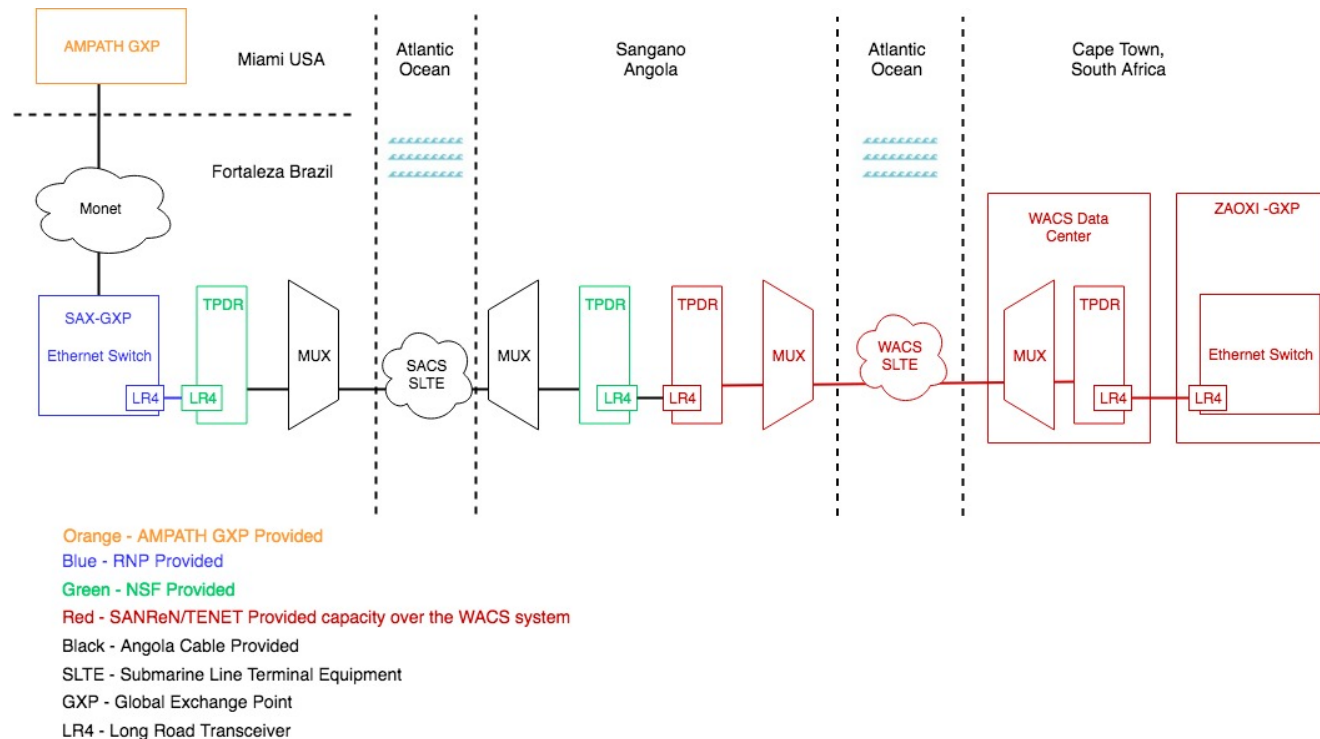 AMPATH GXP
Miami USA
Atlantic
Ocean
Sangano
Angola
Atlantic
Ocean
Cape Town,
South Africa
Fortaleza Brazil
Monet
WACS Data
Center
ZAOXI -GXP
SAX-GXP
Ethernet Switch
LR4
LR4
TPDR
MUX
SACS
SLTE
MUX
TPDR
LR4
LR4
TPDR
MUX
WACS
SLTE
MUX
TPDR
LR4
LR4
Ethernet Switch
Orange - AMPATH GXP Provided
Blue - RNP Provided
Green - NSF Provided
Red - SANReN/TENET Provided capacity over the WACS system
Black - Angola Cable Provided
SLTE - Submarine Line Terminal Equipment
GXP - Global Exchange Point
LR4 - Long Road Transceiver